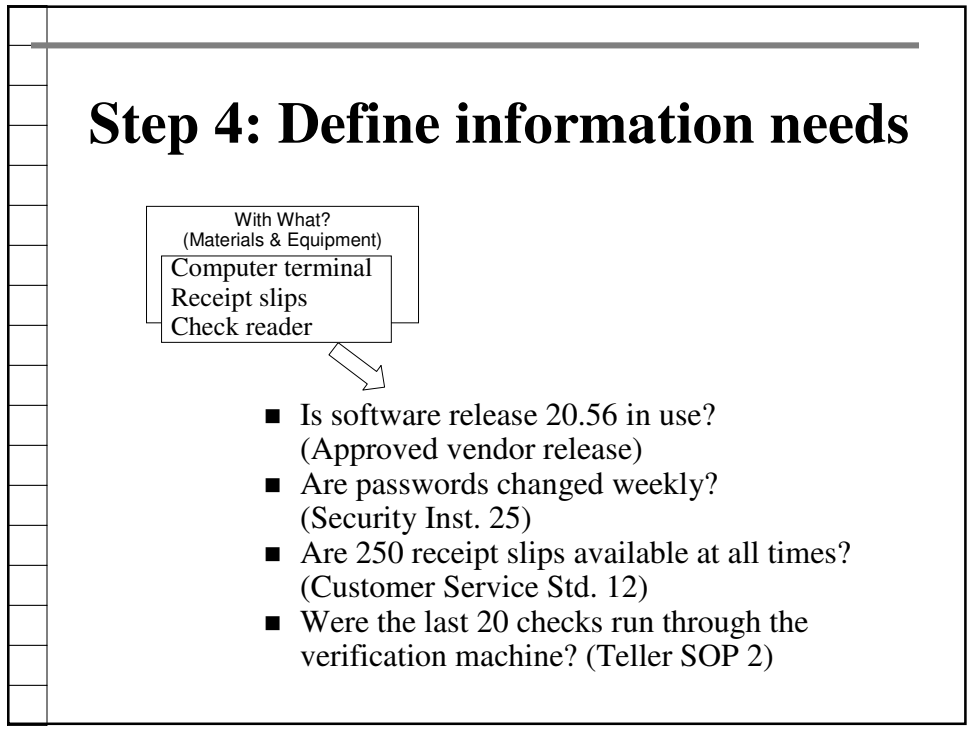 Step 4: Define information needs
With What?
(Materials & Equipment)
Computer terminal
Receipt slips
Check reader
■ Is software release 20.56 in use?
(Approved vendor release)
■ Are passwords changed weekly?
(Security Inst. 25)
■ Are 250 receipt slips available at all times?
(Customer Service Std. 12)
■ Were the last 20 checks run through the
verification machine? (Teller SOP 2)